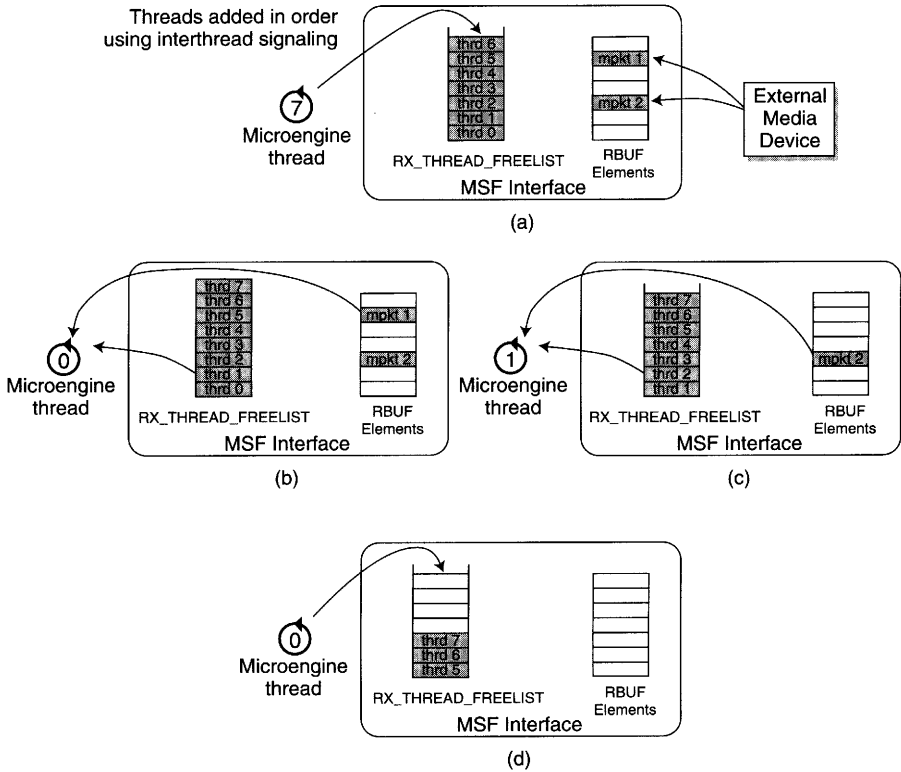 Threads added in order
using interthread signaling
7
Microengine
thread
thrd 6
thrd 5
thrd 4
thrd 3
thrd 2
thrd 1
thrd 0
RX_THREAD_FREELIST
mpkt 1
mpkt 2
RBUF
Elements
MSF Interface
External
Media
Device
(a)
0
Microengine
thread
thrd 7
thrd 6
thrd 5
thrd 4
thrd 3
thrd 2
thrd 1
thrd 0
RX_THREAD_FREELIST
mpkt 1
mpkt 2
RBUF
Elements
MSF Interface
(b)
1
Microengine
thread
thrd 7
thrd 6
thrd 5
thrd 4
thrd 3
thrd 2
thrd 1
RX_THREAD_FREELIST
mpkt 2
RBUF
Elements
MSF Interface
(c)
0
Microengine
thread
thrd 7
thrd 6
thrd 5
RX_THREAD_FREELIST
RBUF
Elements
MSF Interface
(d)